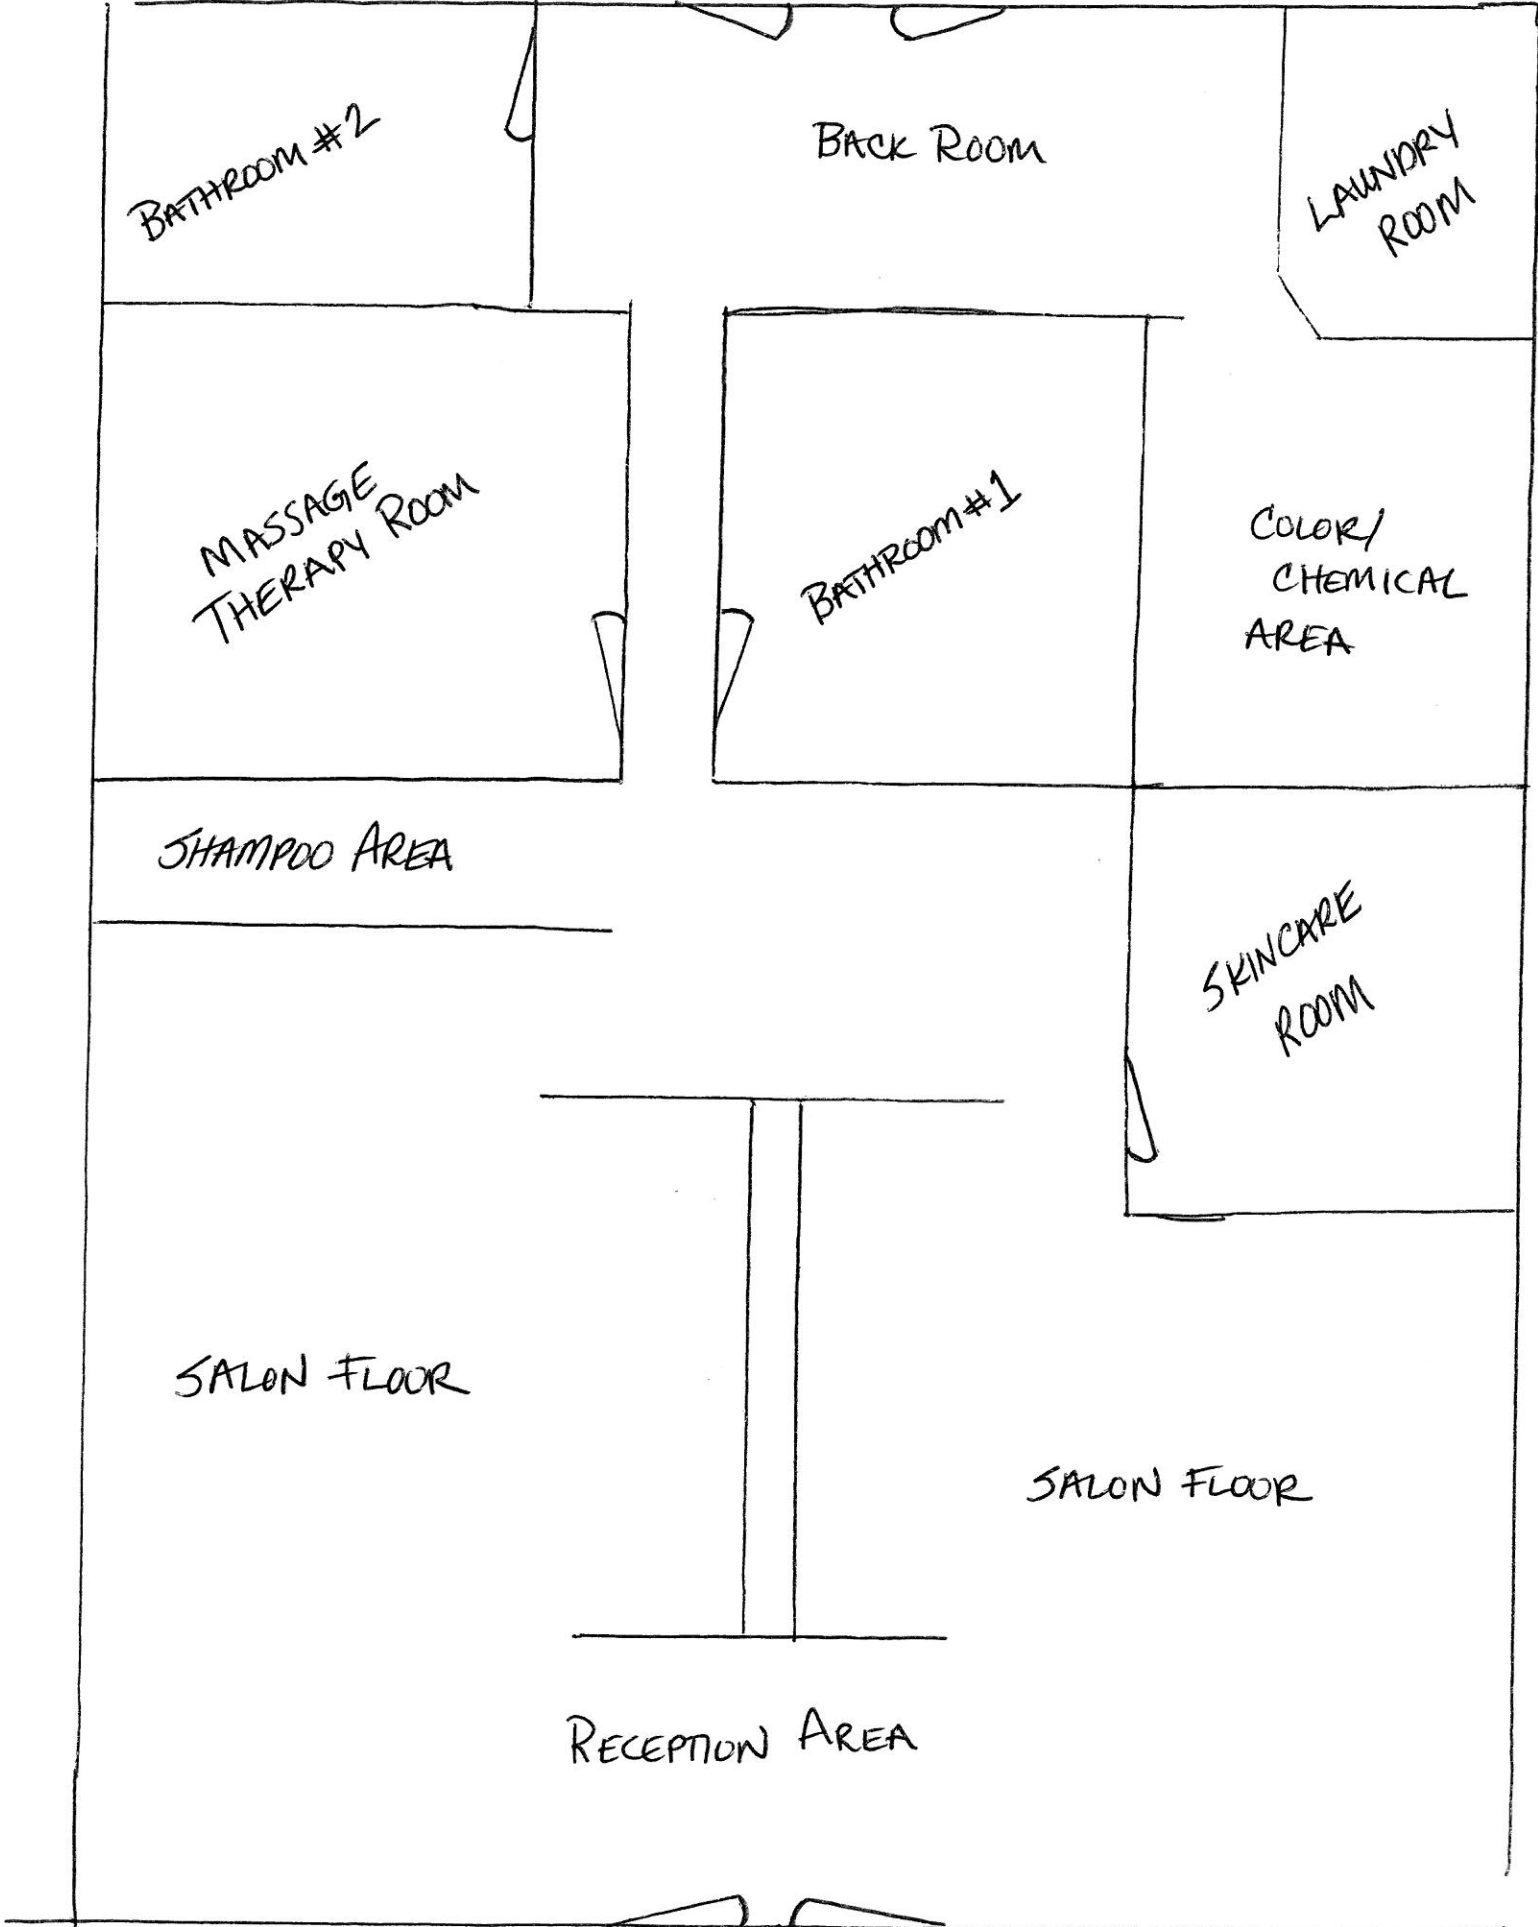 BATHROOM #2
BACK ROOM
LAUNDRY
ROOM
MASSAGE
THERAPY ROOM
BATHROOM #1
COLOR/
CHEMICAL
AREA
SHAMPOO AREA
SKINCARE
ROOM
SALON FLOOR
SALON FLOOR
RECEPTION AREA